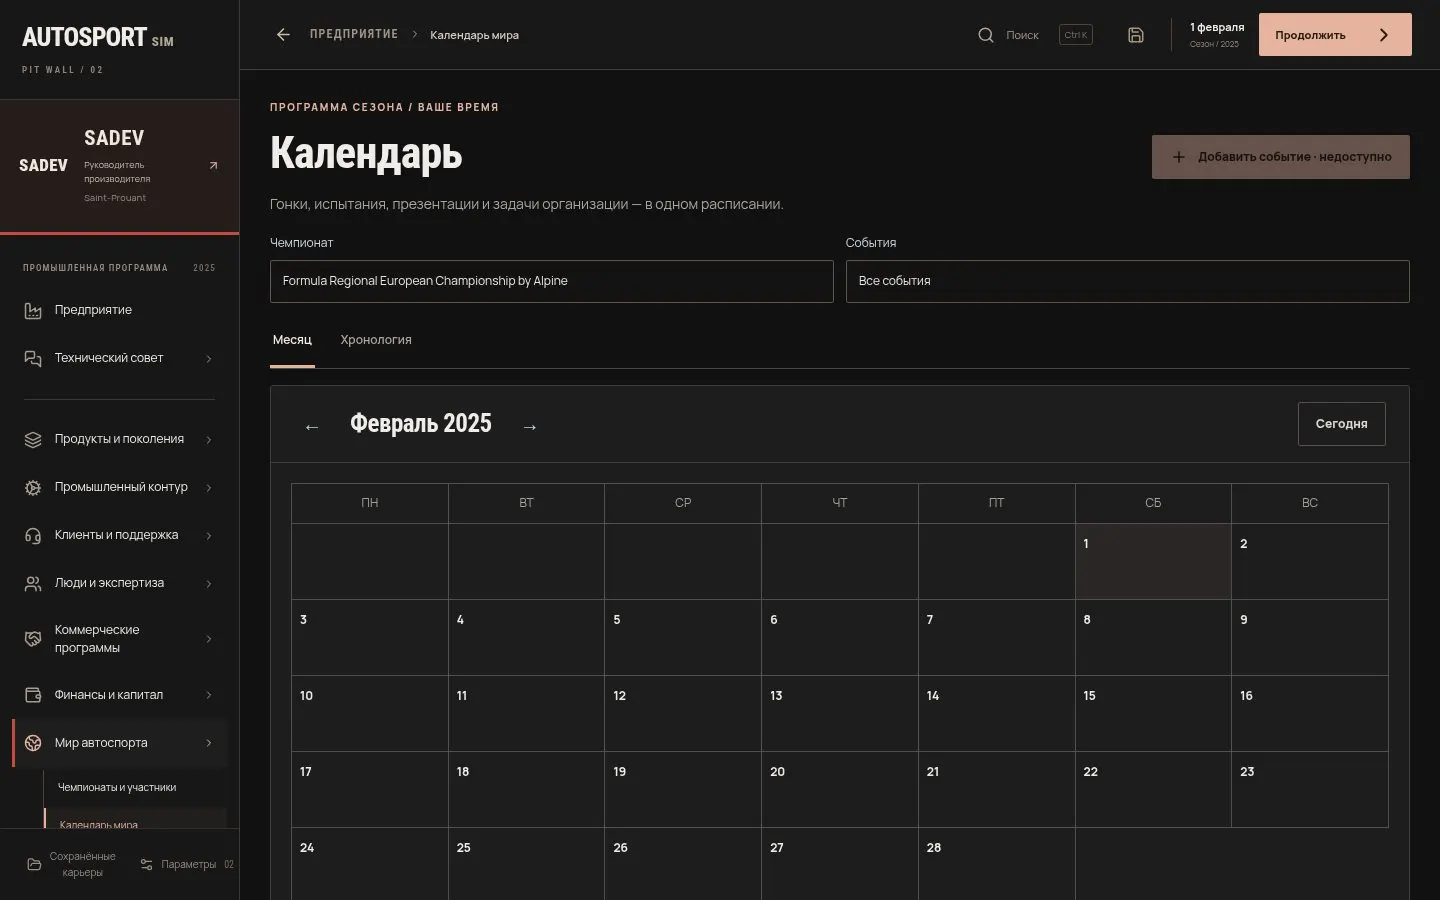 AUTOSPORT SIM
PIT WALL / 02
SADEV
SADEV
Руководитель
производителя
Saint-Prouant
ПРОМЫШЛЕННАЯ ПРОГРАММА 2025
Предприятие
Технический совет
Продукты и поколения
Промышленный контур
Клиенты и поддержка
Люди и экспертиза
Коммерческие
программы
Финансы и капитал
Мир автоспорта
Чемпионаты и участники
Календарь мира
Сохранённые
карьеры
Параметры 02
ПРЕДПРИЯТИЕ
Календарь мира
Поиск
Ctrl K
1 февраля
Сезон / 2025
Продолжить
ПРОГРАММА СЕЗОНА / ВАШЕ ВРЕМЯ
Календарь
Добавить событие · недоступно
Гонки, испытания, презентации и задачи организации — в одном расписании.
Чемпионат
События
Formula Regional European Championship by Alpine
Все события
Месяц
Хронология
← Февраль 2025 →
Сегодня
ПН ВТ СР ЧТ ПТ СБ ВС
1 2
3 4 5 6 7 8 9
10 11 12 13 14 15 16
17 18 19 20 21 22 23
24 25 26 27 28